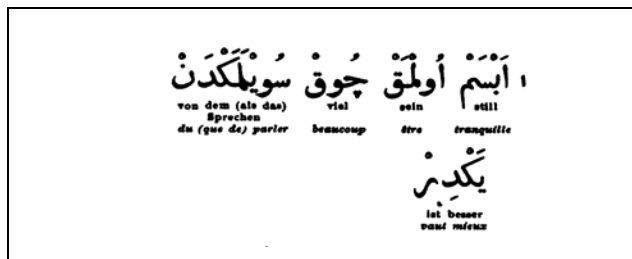 ١ اَبْسَمْ اُولْمَقْ چُوقْ سُويْلَمَكْدَنْ
von dem (als das) viel sein still
Sprechen
du (que de) parler beaucoup être tranquille
يَكْدِرْ
ist besser
vaut mieux